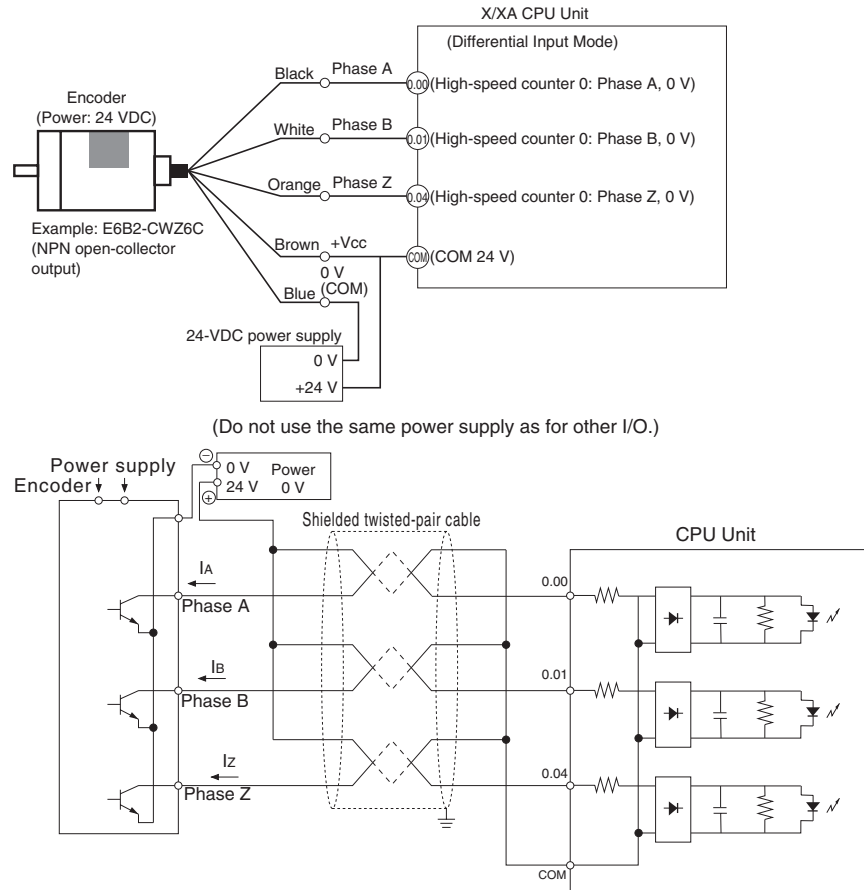 X/XA CPU Unit
(Differential Input Mode)
Black Phase A 0.00 (High-speed counter 0: Phase A, 0 V)
Encoder
(Power: 24 VDC)
White Phase B 0.01 (High-speed counter 0: Phase B, 0 V)
Orange Phase Z 0.04 (High-speed counter 0: Phase Z, 0 V)
Example: E6B2-CWZ6C
(NPN open-collector
output)
Brown +Vcc COM (COM 24 V)
0 V
Blue (COM)
24-VDC power supply
0 V
+24 V
(Do not use the same power supply as for other I/O.)
Power supply
Encoder
− 0 V Power
+ 24 V 0 V
Shielded twisted-pair cable
CPU Unit
IA
Phase A
0.00
IB
Phase B
0.01
IZ
Phase Z
0.04
COM